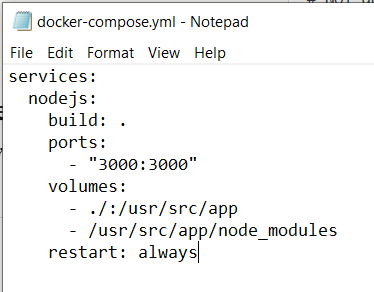 docker-compose.yml - Notepad
File Edit Format View Help
services:
  nodejs:
    build: .
    ports:
      - "3000:3000"
    volumes:
      - ./:/usr/src/app
      - /usr/src/app/node_modules
    restart: always